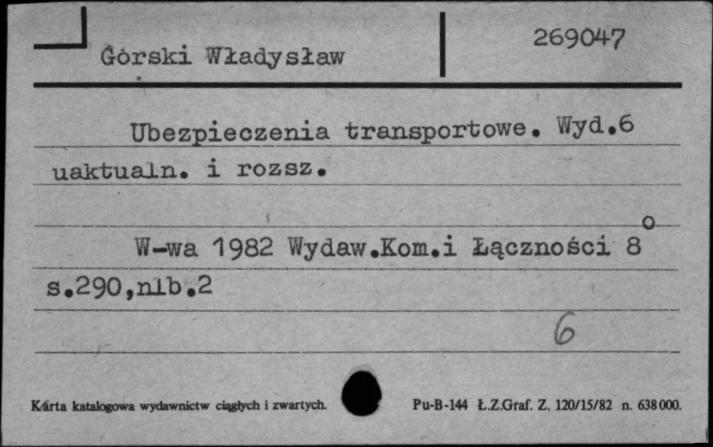 Górski Władysław
269047
Ubezpieczenia transportowe. Wyd.6
uaktualn. i rozsz.
W-wa 1982 Wydaw.Kom.i Łączności 8º
s.290,nlb.2
6
Karta katalogowa wydawnictw ciągłych i zwartych.
Pu-B-144 Ł.Z.Graf. Z. 120/15/82 n. 638000.